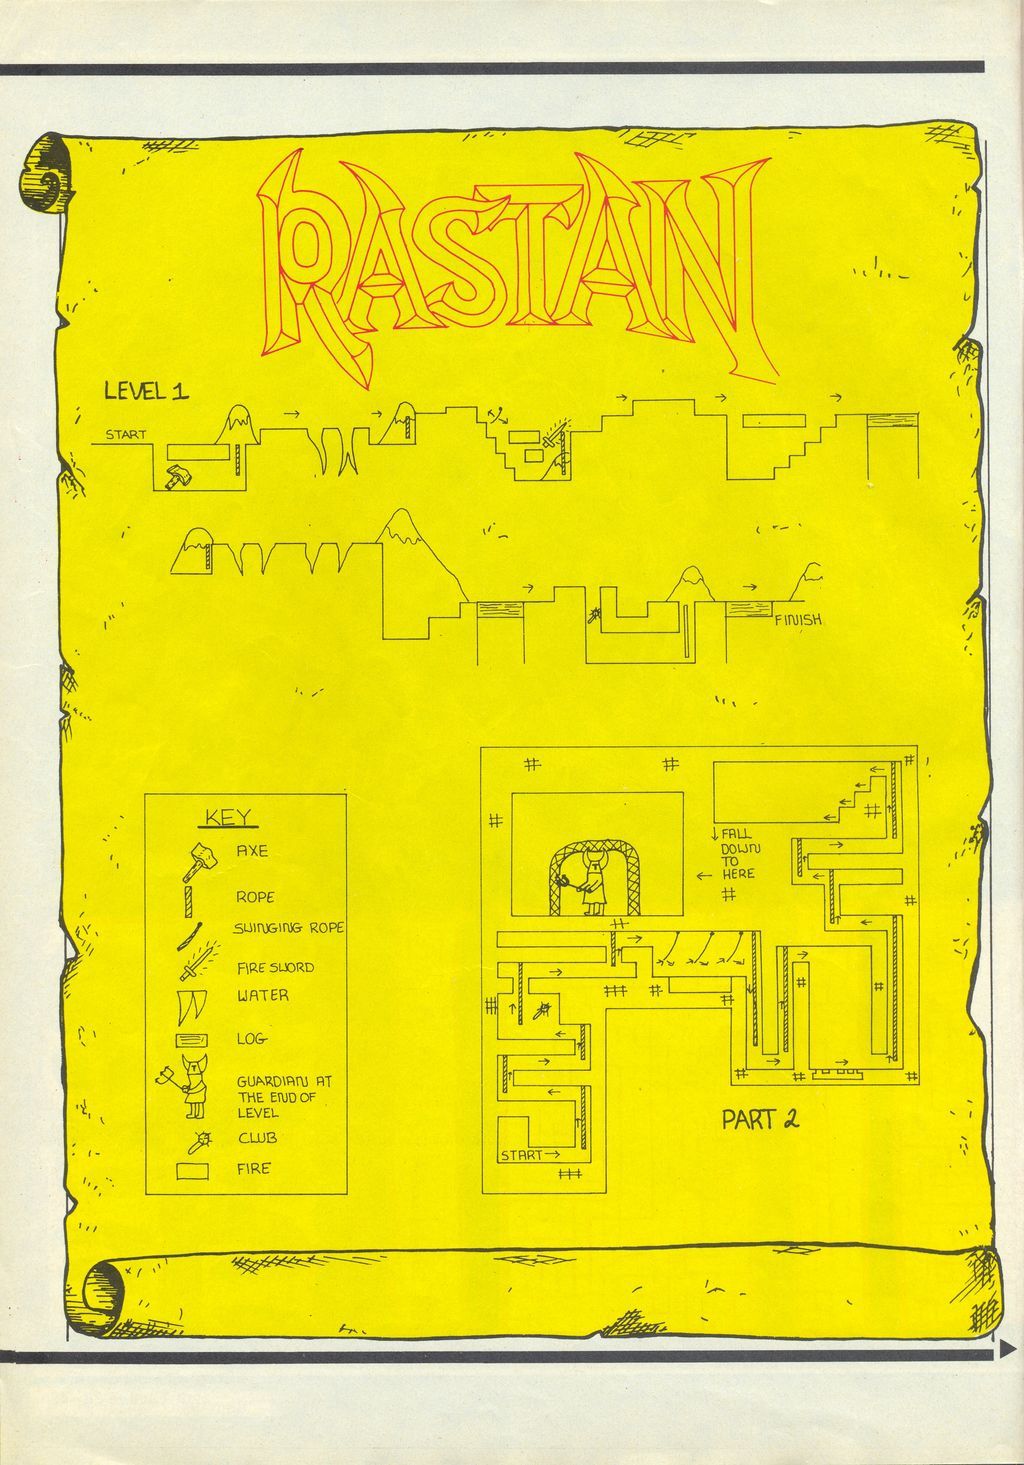 RASTAN
LEVEL 1
START
FINISH
KEY
AXE
ROPE
SWINGING ROPE
FIRE SWORD
WATER
LOG
GUARDIAN AT
THE END OF
LEVEL
CLUB
FIRE
FALL
DOWN
TO
HERE
START
PART 2